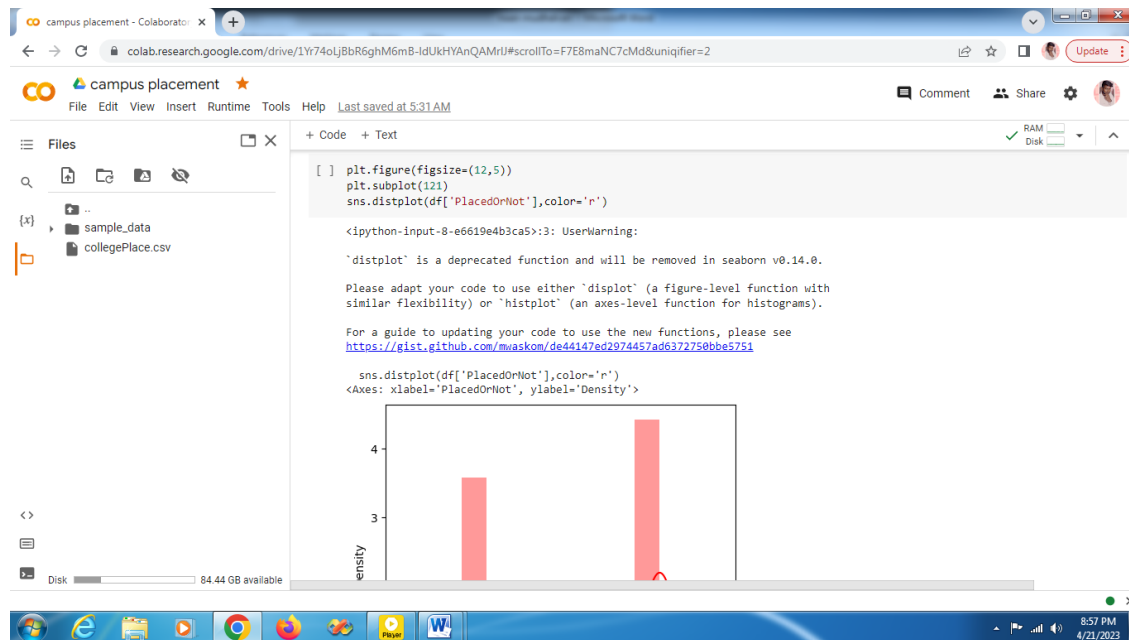 campus placement - Colaborator
colab.research.google.com/drive/1Yr74oLjBbR6ghM6mB-IdUkHYAnQAMrIJ#scrollTo=F7E8maNC7cMd&uniqifier=2
Update
CO
campus placement
File Edit View Insert Runtime Tools Help Last saved at 5:31 AM
Comment Share
Files
+ Code + Text
RAM
Disk
{x}
..
sample_data
collegePlace.csv
[ ] plt.figure(figsize=(12,5))
plt.subplot(121)
sns.distplot(df['PlacedOrNot'],color='r')
<ipython-input-8-e6619e4b3ca5>:3: UserWarning:
`distplot` is a deprecated function and will be removed in seaborn v0.14.0.
Please adapt your code to use either `displot` (a figure-level function with
similar flexibility) or `histplot` (an axes-level function for histograms).
For a guide to updating your code to use the new functions, please see
https://gist.github.com/mwaskom/de44147ed2974457ad6372750bbe5751
sns.distplot(df['PlacedOrNot'],color='r')
<Axes: xlabel='PlacedOrNot', ylabel='Density'>
4
3
ensity
Disk 84.44 GB available
Player
W
8:57 PM
4/21/2023